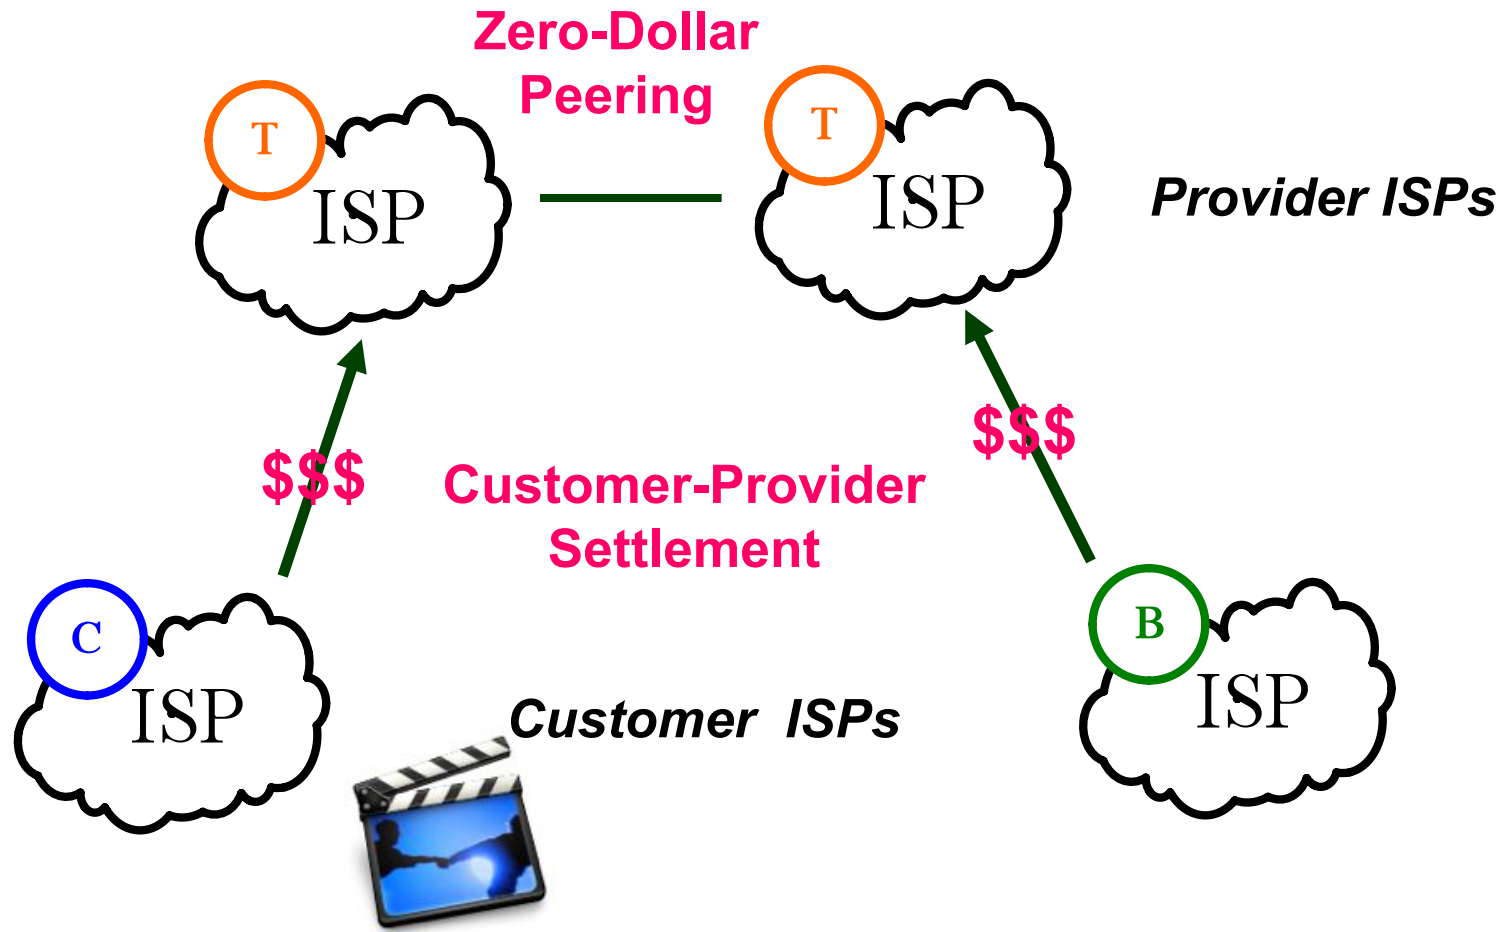 Zero-Dollar
Peering
T
ISP
T
ISP
Provider ISPs
$$$
$$$
Customer-Provider
Settlement
C
ISP
B
ISP
Customer ISPs